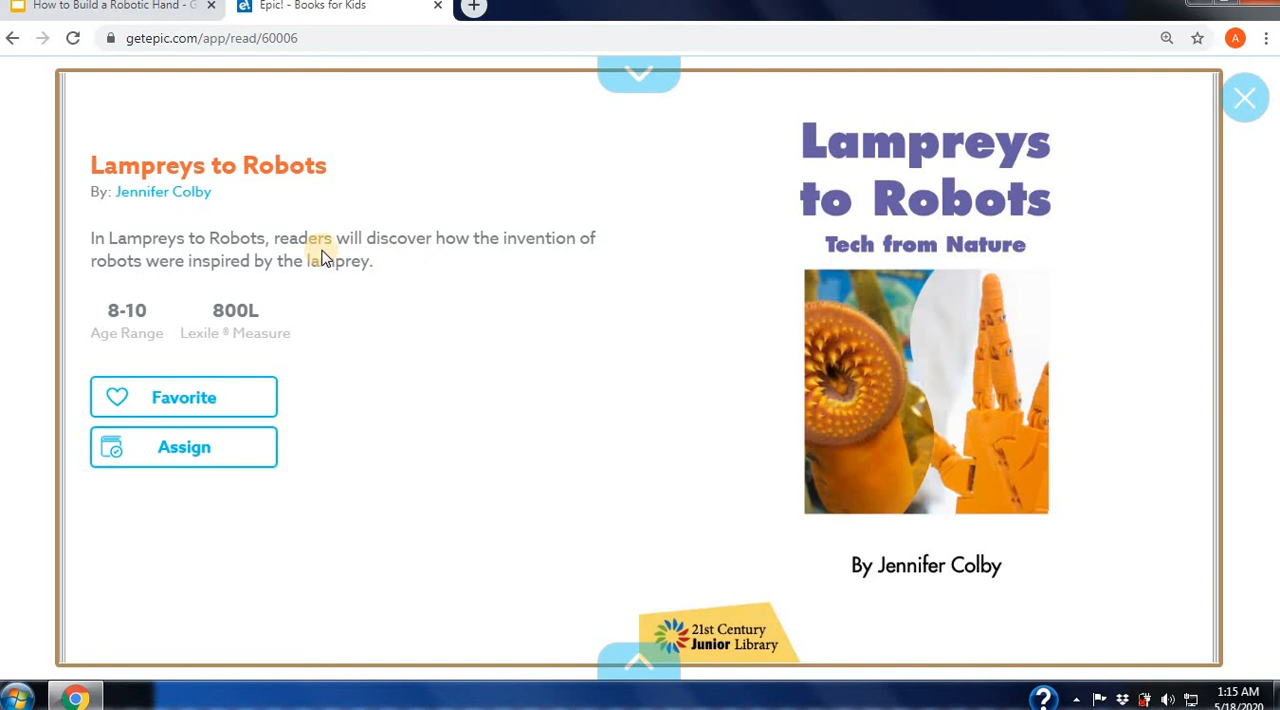 How to Build a Robotic Hand - G
Epic! - Books for Kids
getepic.com/app/read/60006
A
Lampreys to Robots
By: Jennifer Colby
In Lampreys to Robots, readers will discover how the invention of
robots were inspired by the lamprey.
8-10
800L
Age Range
Lexile ® Measure
Favorite
Assign
Lampreys
to Robots
Tech from Nature
By Jennifer Colby
21st Century
Junior Library
1:15 AM
5/18/2020